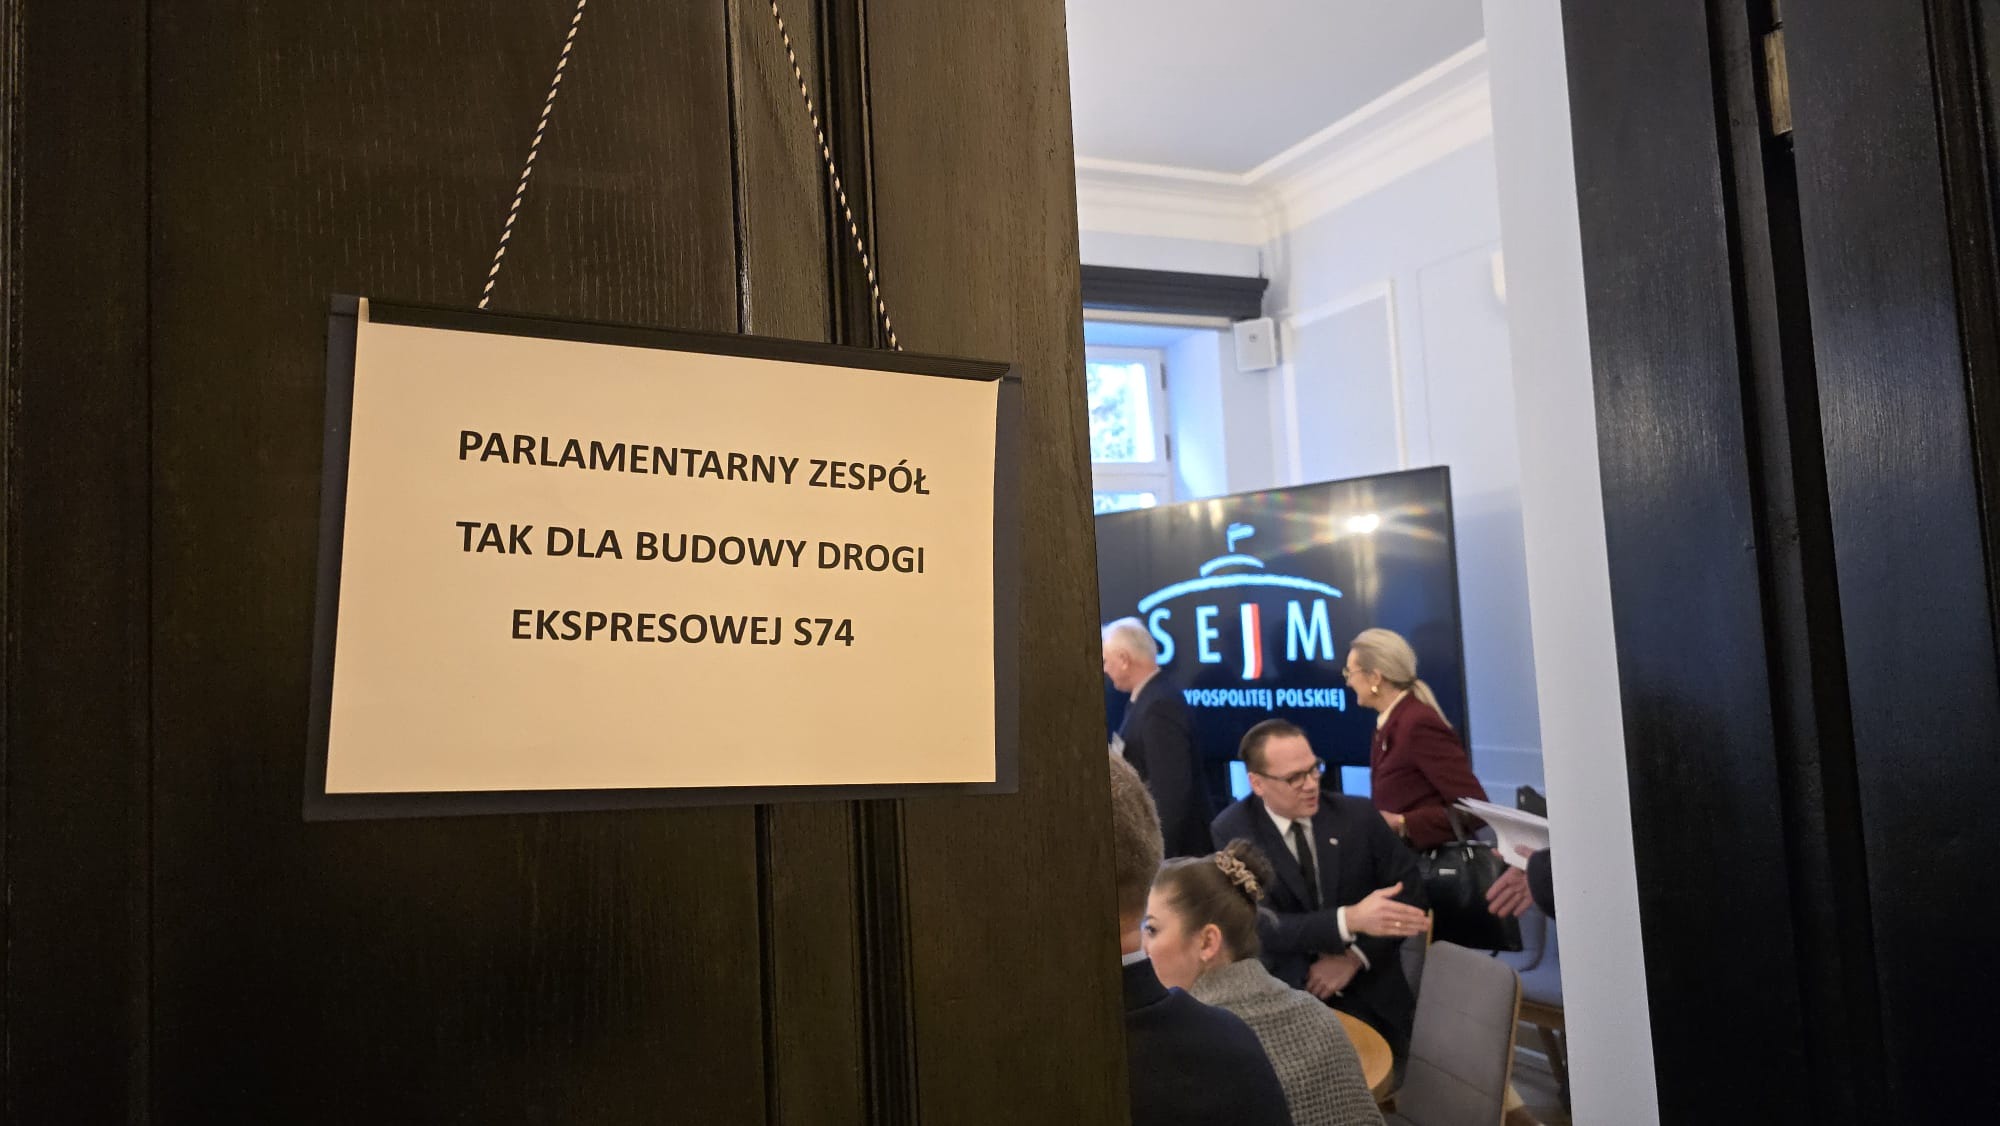 PARLAMENTARNY ZESPÓŁ
TAK DLA BUDOWY DROGI
EKSPRESOWEJ S74
SEJM
YPOSPOLITEJ POLSKIEJ